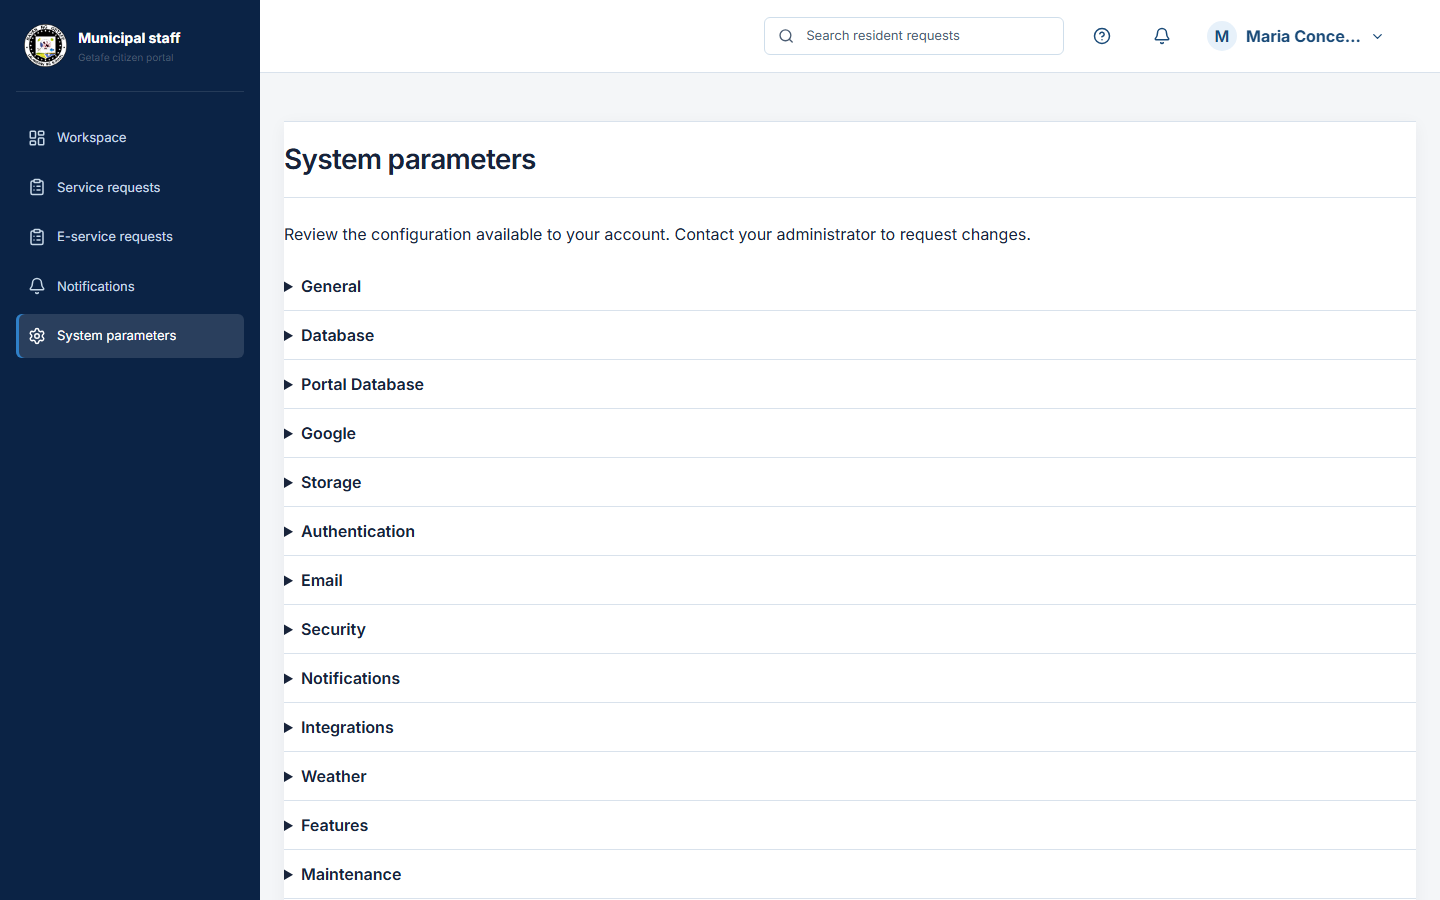 Municipal staff
Getafe citizen portal
Workspace
Service requests
E-service requests
Notifications
System parameters
Search resident requests
M
Maria Conce...
System parameters
Review the configuration available to your account. Contact your administrator to request changes.
General
Database
Portal Database
Google
Storage
Authentication
Email
Security
Notifications
Integrations
Weather
Features
Maintenance